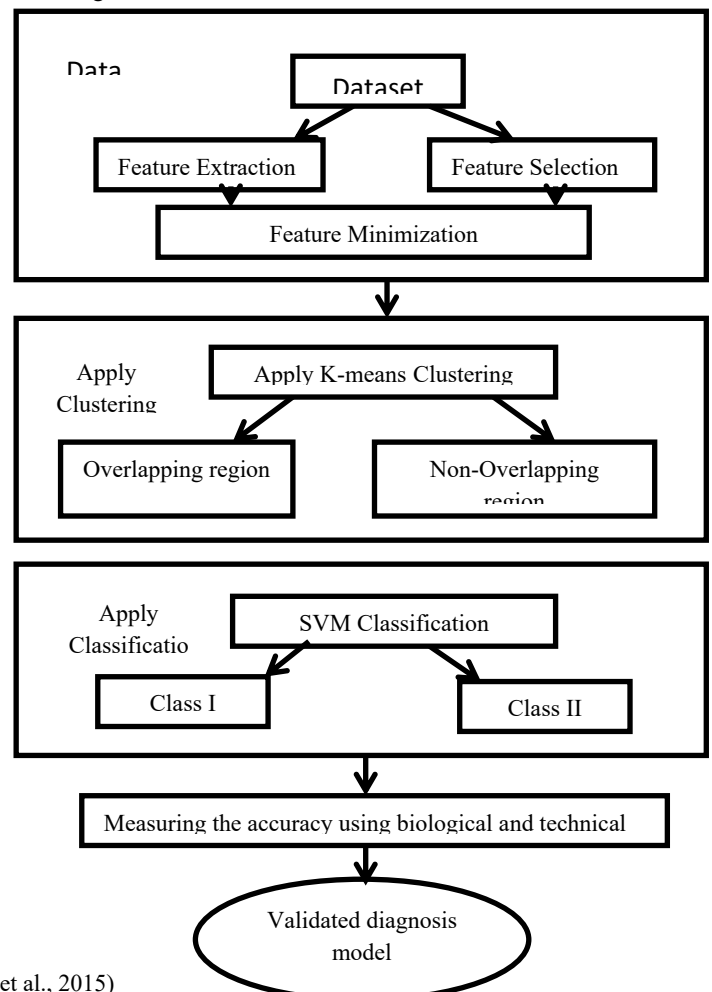 Data
Dataset
Feature Extraction
Feature Selection
Feature Minimization
Apply
Clustering
Apply K-means Clustering
Overlapping region
Non-Overlapping
region
Apply
Classificatio
SVM Classification
Class I
Class II
Measuring the accuracy using biological and technical
Validated diagnosis
model
et al., 2015)